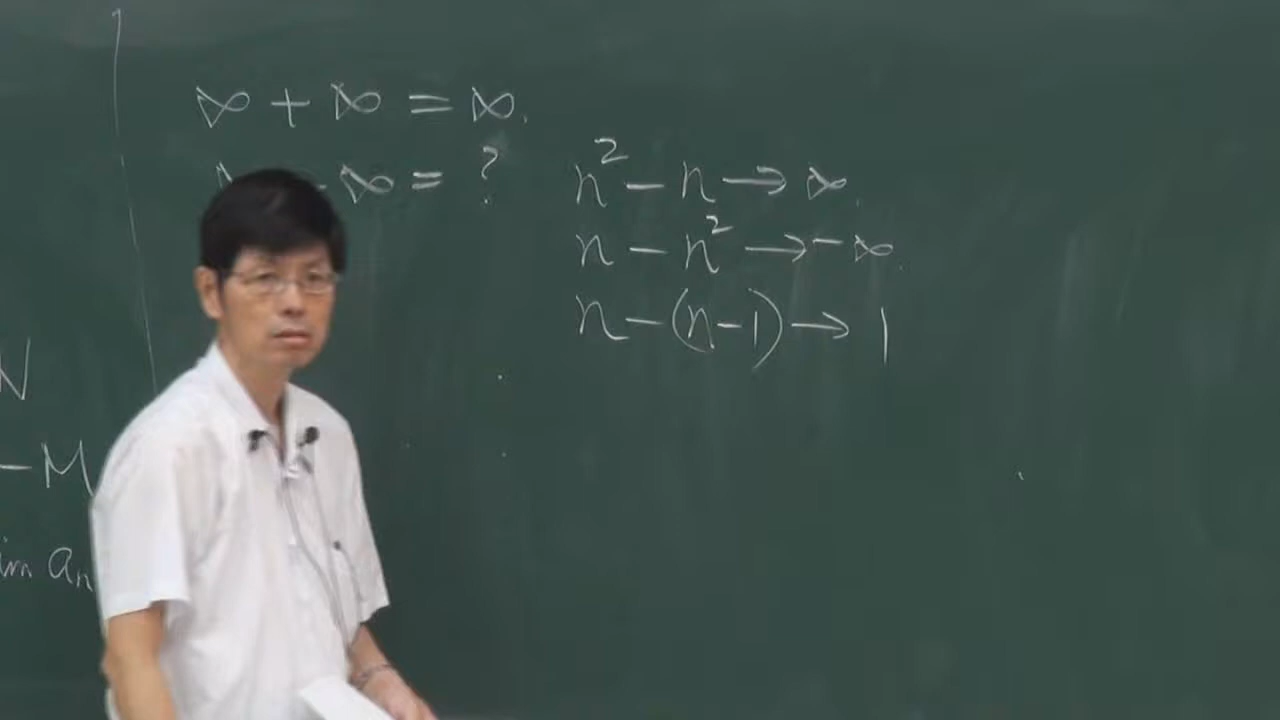 ∞ + ∞ = ∞.
∞ = ?
n² − n → ∞.
n − n² → −∞.
n − (n−1) → 1
N
− M
im aₙ